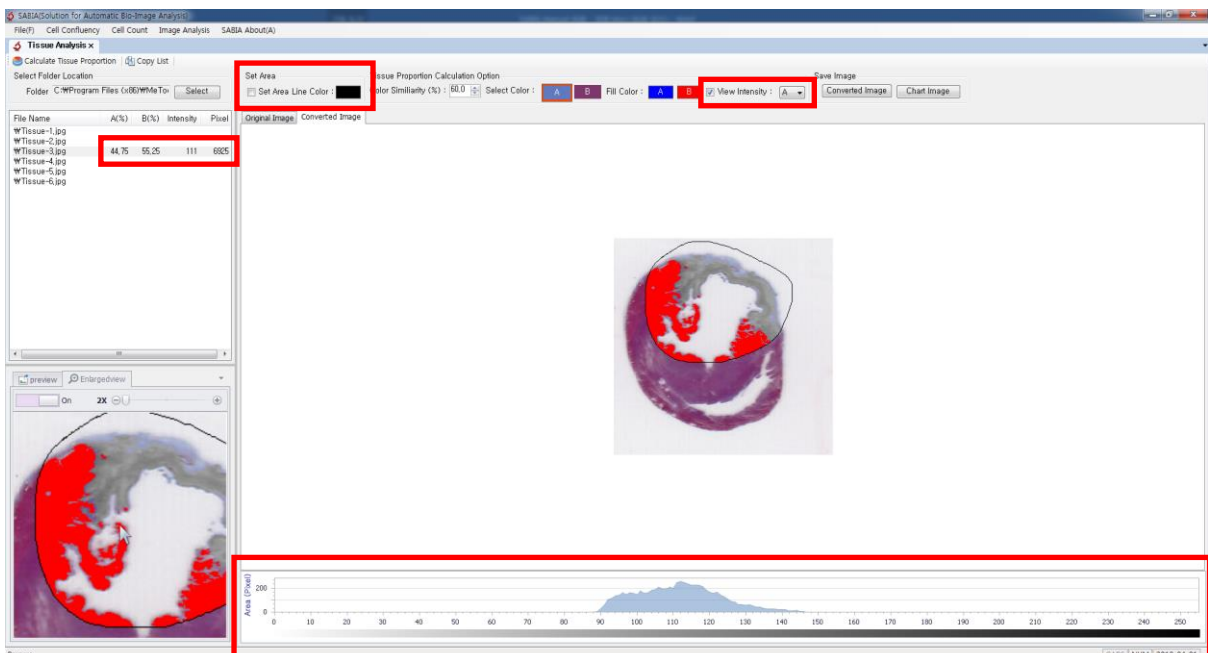 SABIA(Solution for Automatic Bio-Image Analysis)
File(F) Cell Confluency Cell Count Image Analysis SABIA About(A)
Tissue Analysis ×
Calculate Tissue Proportion Copy List
Select Folder Location Set Area issue Proportion Calculation Option ave Image
Folder C:₩Program Files (x86)₩MeToo Select Set Area Line Color : olor Similiarity (%) : 60.0 Select Color : A B Fill Color : A B View Intensity : A Converted Image Chart Image
File Name A(%) B(%) Intensity Pixel
Original Image Converted Image
₩Tissue-1.jpg
₩Tissue-2.jpg
₩Tissue-3.jpg 44,75 55,25 111 6925
₩Tissue-4.jpg
₩Tissue-5.jpg
₩Tissue-6.jpg
preview Enlargedview
On 2X
Area (Pixel)
200
0
0 10 20 30 40 50 60 70 80 90 100 110 120 130 140 150 160 170 180 190 200 210 220 230 240 250